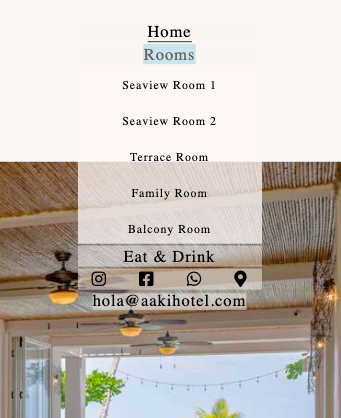 Home
Rooms
Seaview Room 1
Seaview Room 2
Terrace Room
Family Room
Balcony Room
Eat & Drink
hola@aakihotel.com